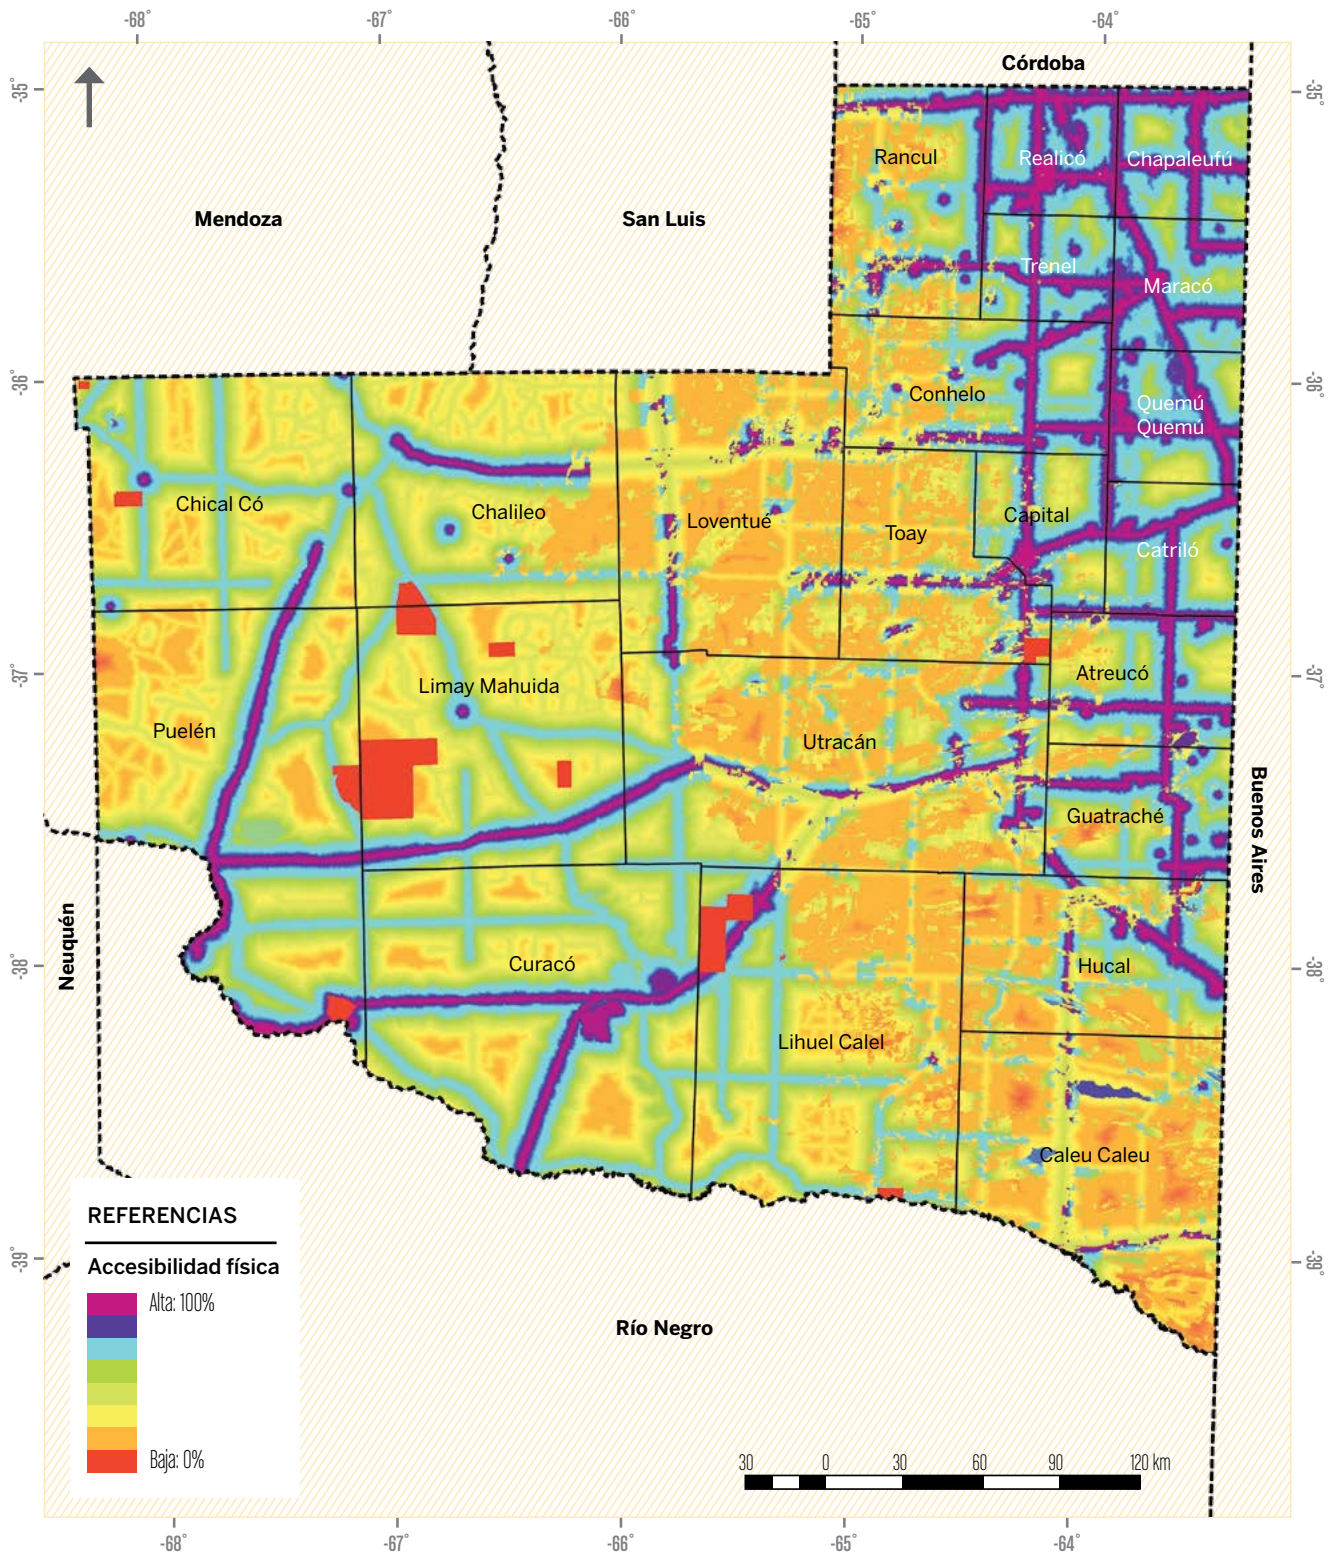 -68°
-67°
-66°
-65°
-64°
-35°
-35°
Córdoba
Rancul
Realicó
Chapaleufú
Mendoza
San Luis
Trenel
Maracó
-36°
-36°
Conhelo
Quemú
Quemú
Chical Có
Chalileo
Loventué
Toay
Capital
Catriló
-37°
-37°
Limay Mahuida
Atreucó
Puelén
Utracán
Guatraché
Buenos Aires
Neuquén
-38°
-38°
Curacó
Hucal
Lihuel Calel
Caleu Caleu
REFERENCIAS
-39°
-39°
Accesibilidad física
Alta: 100%
Río Negro
Baja: 0%
30 0 30 60 90 120 km
-68°
-67°
-66°
-65°
-64°